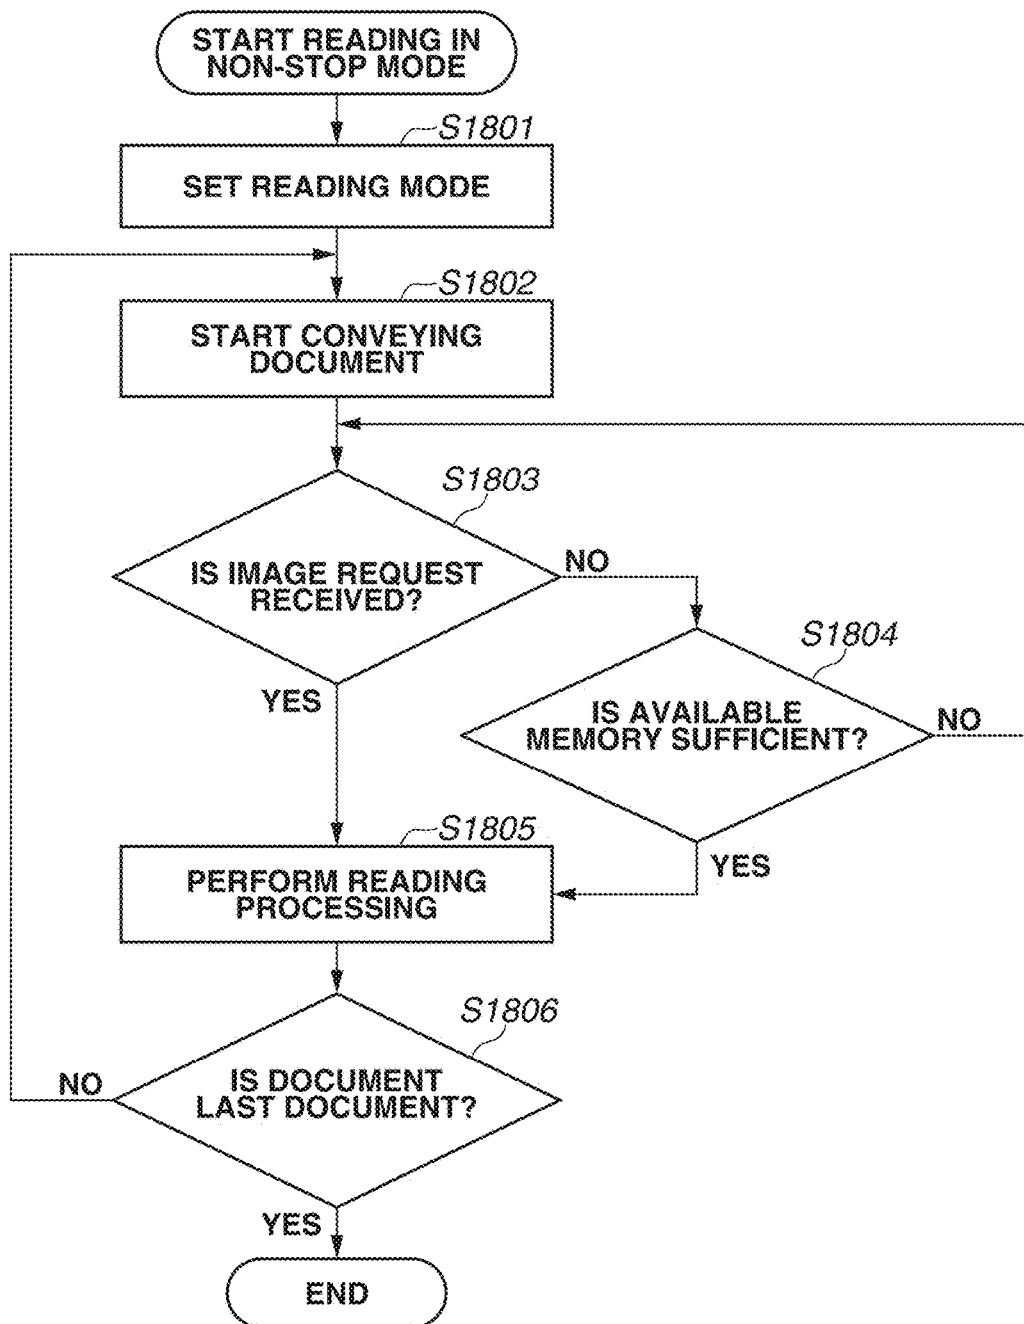 START READING IN
NON-STOP MODE
S1801
SET READING MODE
S1802
START CONVEYING
DOCUMENT
S1803
IS IMAGE REQUEST
RECEIVED?
NO
YES
S1804
IS AVAILABLE
MEMORY SUFFICIENT?
NO
YES
S1805
PERFORM READING
PROCESSING
S1806
IS DOCUMENT
LAST DOCUMENT?
NO
YES
END